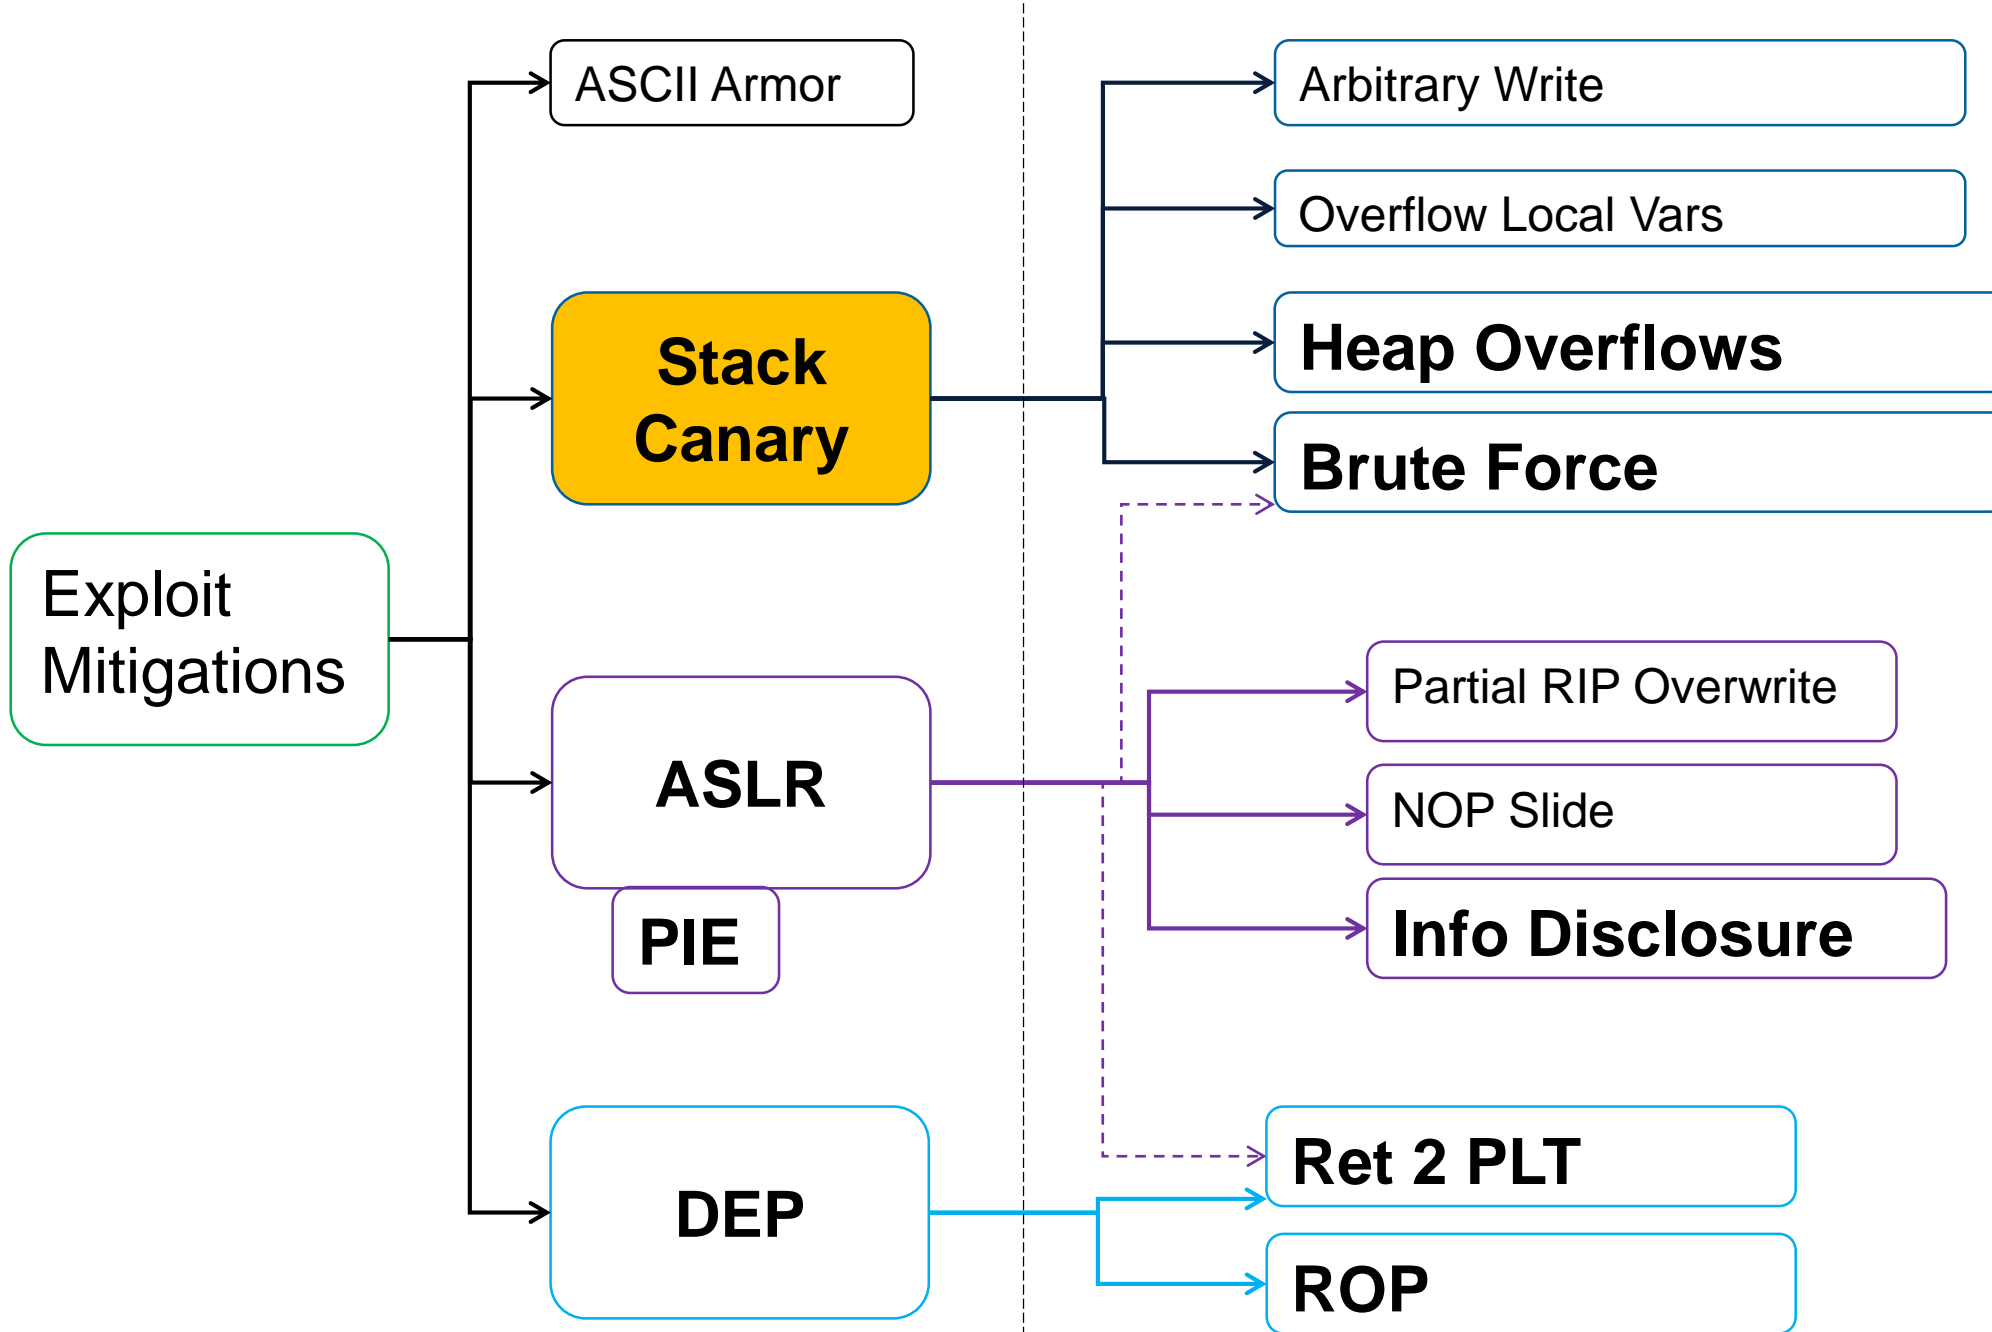 ASCII Armor
Arbitrary Write
Overflow Local Vars
Stack
Canary
Heap Overflows
Brute Force
Exploit
Mitigations
Partial RIP Overwrite
ASLR
NOP Slide
PIE
Info Disclosure
Ret 2 PLT
DEP
ROP